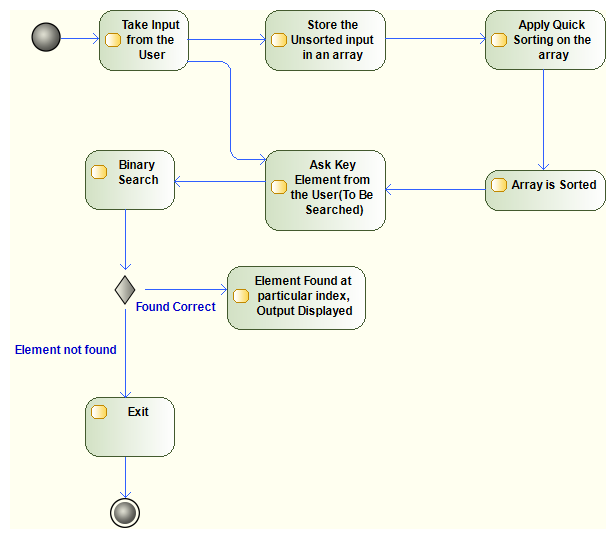 Take Input
from the
User
Store the
Unsorted input
in an array
Apply Quick
Sorting on the
array
Binary
Search
Ask Key
Element from
the User(To Be
Searched)
Array is Sorted
Element Found at
particular index,
Output Displayed
Found Correct
Element not found
Exit